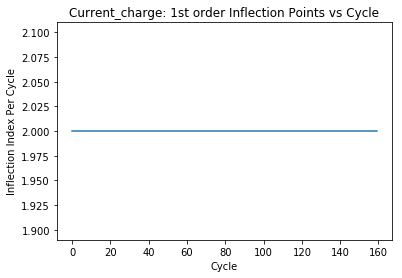 Current_charge: 1st order Inflection Points vs Cycle
2.100
2.075
2.050
2.025
2.000
1.975
1.950
1.925
1.900
Inflection Index Per Cycle
0 20 40 60 80 100 120 140 160
Cycle